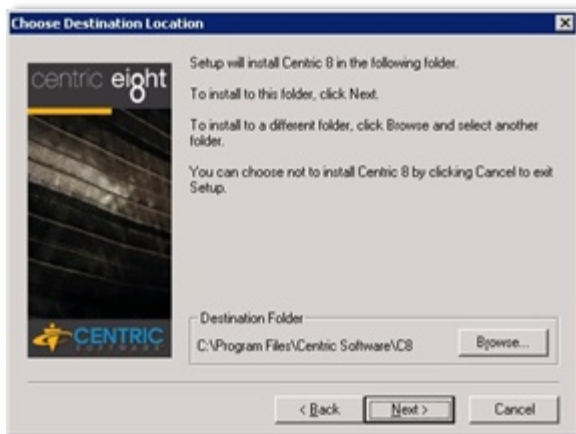 Choose Destination Location
centric eight
Setup will install Centric 8 in the following folder.
To install to this folder, click Next.
To install to a different folder, click Browse and select another
folder.
You can choose not to install Centric 8 by clicking Cancel to exit
Setup.
CENTRIC
SOFTWARE
Destination Folder
C:\Program Files\Centric Software\C8
Browse...
< Back
Next >
Cancel